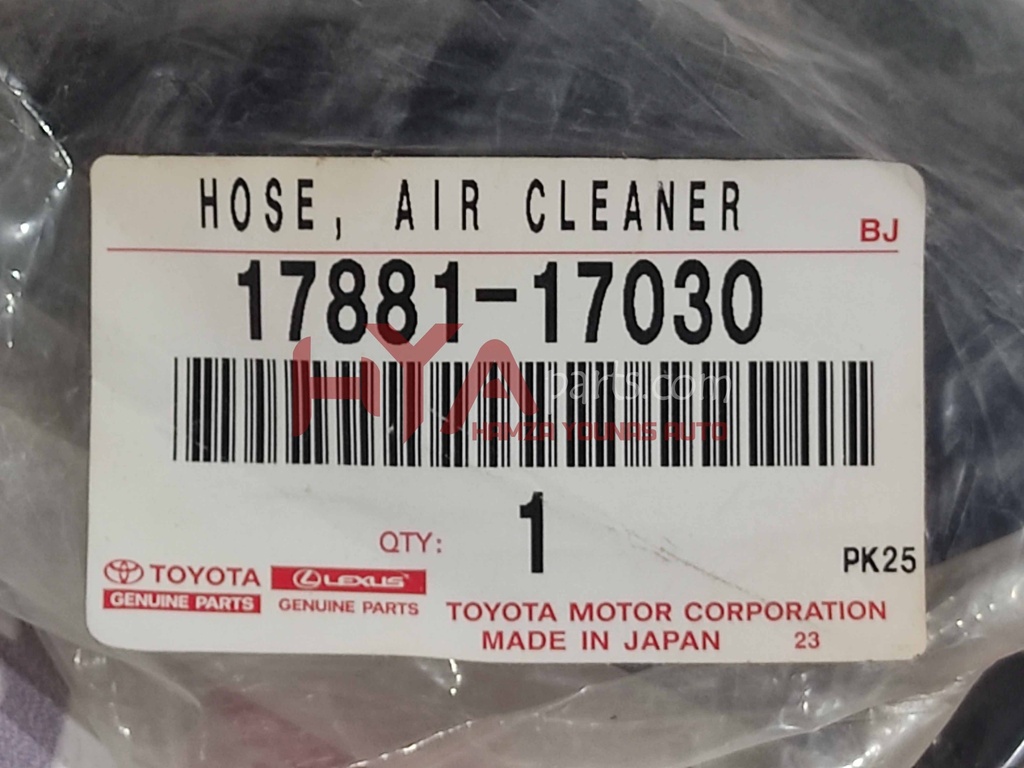 HOSE, AIR CLEANER
BJ
17881-17030
HYA parts.com
HAMZA YOUNAS AUTO
QTY: 1
PK25
TOYOTA
GENUINE PARTS
LEXUS
GENUINE PARTS
TOYOTA MOTOR CORPORATION
MADE IN JAPAN 23